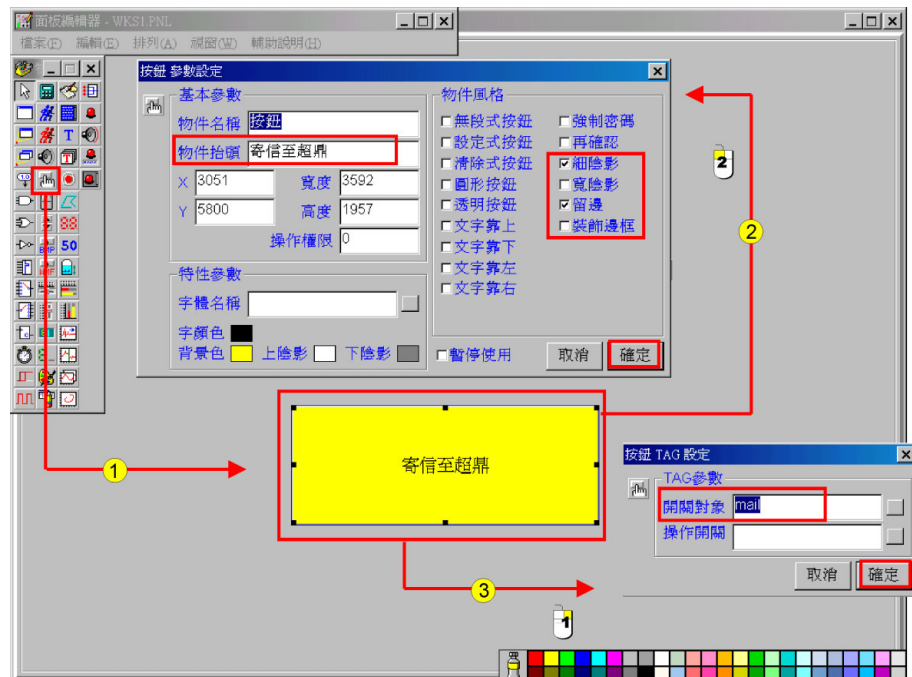 面板編輯器 - WKS1.PNL
檔案(F) 編輯(E) 排列(A) 視窗(W) 輔助說明(H)
按鈕 參數設定
基本參數
物件名稱 按鈕
物件抬頭 寄信至超鼎
X 3051 寬度 3592
Y 5800 高度 1957
操作權限 0
特性參數
字體名稱
字顏色
背景色 上陰影 下陰影
物件風格
無段式按鈕 強制密碼
設定式按鈕 再確認
清除式按鈕 細陰影
圓形按鈕 寬陰影
透明按鈕 留邊
文字靠上 裝飾邊框
文字靠下
文字靠左
文字靠右
暫停使用 取消 確定
T
88
50
2
2
1
寄信至超鼎
3
1
按鈕 TAG 設定
TAG參數
開關對象 mail
操作開關
取消 確定